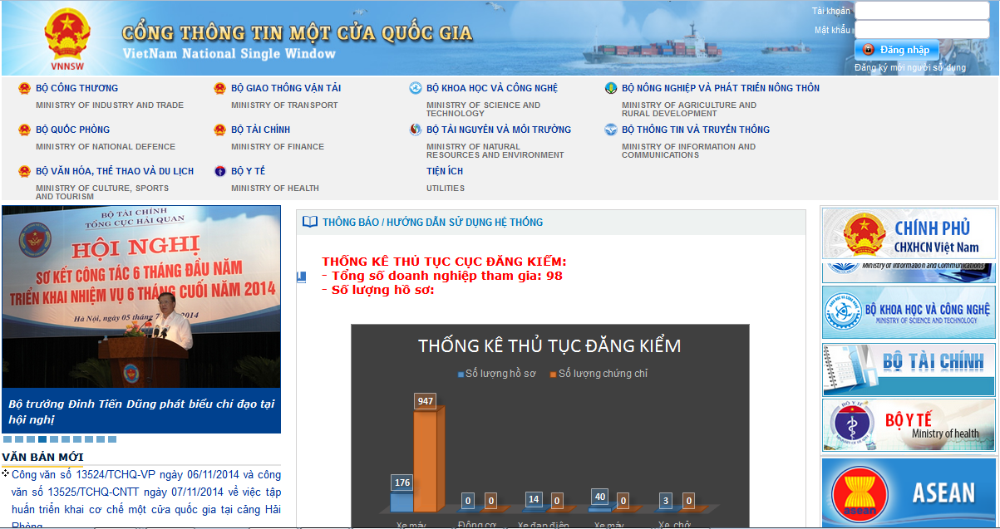 CỔNG THÔNG TIN MỘT CỬA QUỐC GIA
VietNam National Single Window
VNNSW
Tài khoản
Mật khẩu
Đăng nhập
Đăng ký mới người sử dụng
BỘ CÔNG THƯƠNG
MINISTRY OF INDUSTRY AND TRADE
BỘ GIAO THÔNG VẬN TẢI
MINISTRY OF TRANSPORT
BỘ KHOA HỌC VÀ CÔNG NGHỆ
MINISTRY OF SCIENCE AND
TECHNOLOGY
BỘ NÔNG NGHIỆP VÀ PHÁT TRIỂN NÔNG THÔN
MINISTRY OF AGRICULTURE AND
RURAL DEVELOPMENT
BỘ QUỐC PHÒNG
MINISTRY OF NATIONAL DEFENCE
BỘ TÀI CHÍNH
MINISTRY OF FINANCE
BỘ TÀI NGUYÊN VÀ MÔI TRƯỜNG
MINISTRY OF NATURAL
RESOURCES AND ENVIRONMENT
BỘ THÔNG TIN VÀ TRUYỀN THÔNG
MINISTRY OF INFORMATION AND
COMMUNICATIONS
BỘ VĂN HÓA, THỂ THAO VÀ DU LỊCH
MINISTRY OF CULTURE, SPORTS
AND TOURISM
BỘ Y TẾ
MINISTRY OF HEALTH
TIỆN ÍCH
UTILITIES
BỘ TÀI CHÍNH
TỔNG CỤC HẢI QUAN
HỘI NGHỊ
SƠ KẾT CÔNG TÁC 6 THÁNG ĐẦU NĂM
TRIỂN KHAI NHIỆM VỤ 6 THÁNG CUỐI NĂM 2014
Hà Nội, ngày 05 tháng 7 2014
Bộ trưởng Đinh Tiến Dũng phát biểu chỉ đạo tại
hội nghị
VĂN BẢN MỚI
Công văn số 13524/TCHQ-VP ngày 06/11/2014 và công
văn số 13525/TCHQ-CNTT ngày 07/11/2014 về việc tập
huấn triển khai cơ chế một cửa quốc gia tại cảng Hải
Phòng
THÔNG BÁO / HƯỚNG DẪN SỬ DỤNG HỆ THỐNG
THỐNG KÊ THỦ TỤC CỤC ĐĂNG KIỂM:
- Tổng số doanh nghiệp tham gia: 98
- Số lượng hồ sơ:
THỐNG KÊ THỦ TỤC ĐĂNG KIỂM
Số lượng hồ sơ Số lượng chứng chỉ
947
176
0 0
14 0
40 0
3 0
Xe máy Động cơ Xe đạp điện Xe máy Xe chở
CHÍNH PHỦ
CHXHCN Việt Nam
Ministry of Information and Communications
BỘ KHOA HỌC VÀ CÔNG NGHỆ
MINISTRY OF SCIENCE AND TECHNOLOGY
BỘ TÀI CHÍNH
BỘ Y TẾ
Ministry of health
ASEAN
asean